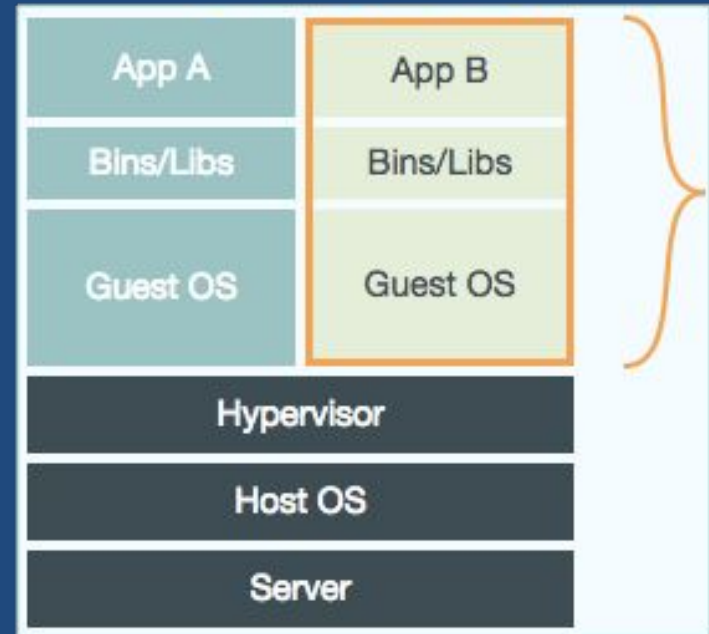 App A
App B
Bins/Libs
Bins/Libs
Guest OS
Guest OS
Hypervisor
Host OS
Server